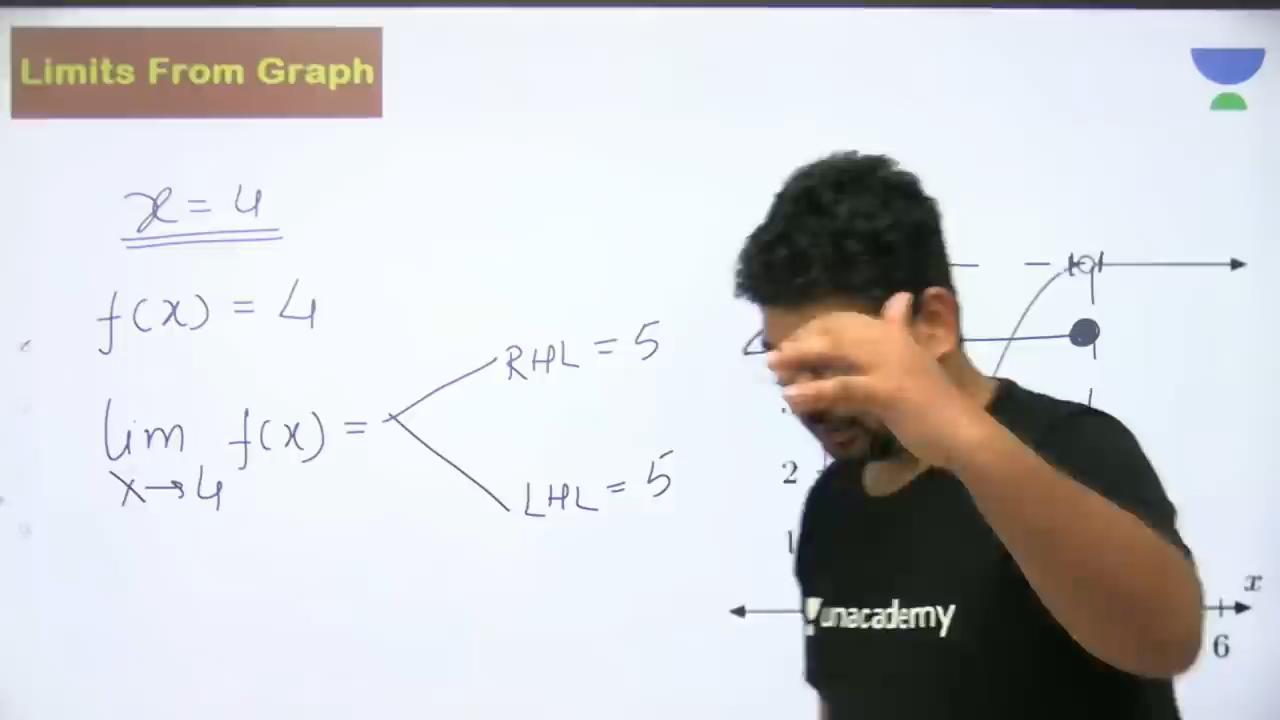 Limits From Graph
x = 4
f(x) = 4
RHL = 5
lim f(x) =
x→4
LHL = 5
2
1
unacademy
x
6